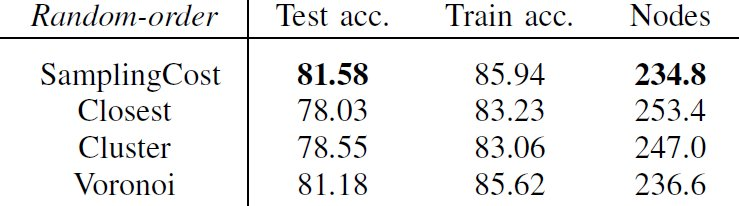 Random-order Test acc. Train acc. Nodes
SamplingCost 81.58 85.94 234.8
Closest 78.03 83.23 253.4
Cluster 78.55 83.06 247.0
Voronoi 81.18 85.62 236.6